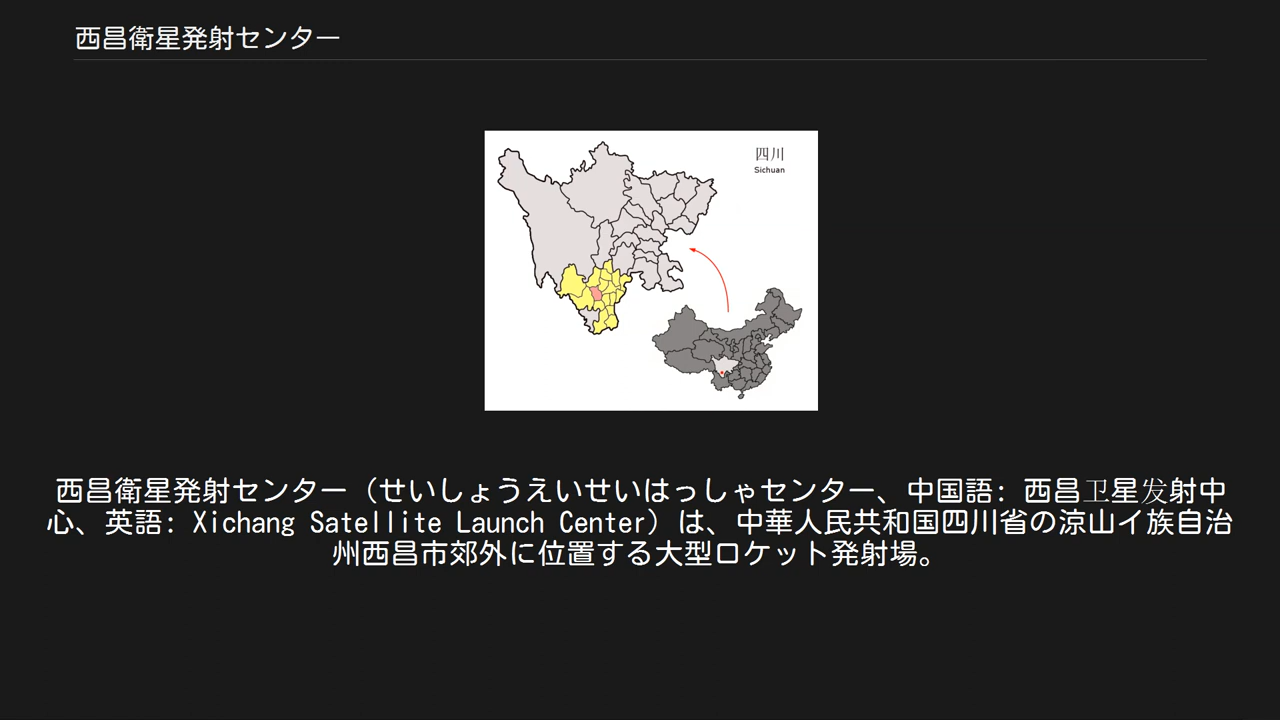 西昌衛星発射センター
四川
Sichuan
西昌衛星発射センター（せいしょうえいせいはっしゃセンター、中国語: 西昌卫星发射中
心、英語: Xichang Satellite Launch Center）は、中華人民共和国四川省の涼山イ族自治
州西昌市郊外に位置する大型ロケット発射場。